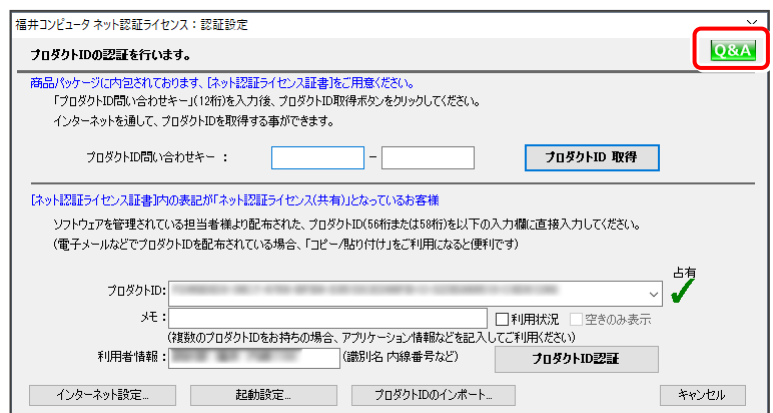 福井コンピュータ ネット認証ライセンス：認証設定
プロダクトIDの認証を行います。
Q&A
商品パッケージに内包されております、[ネット認証ライセンス証書]をご用意ください。
「プロダクトID問い合わせキー」(12桁)を入力後、プロダクトID取得ボタンをクリックしてください。
インターネットを通して、プロダクトIDを取得する事ができます。
プロダクトID問い合わせキー ： － プロダクトID 取得
[ネット認証ライセンス証書]内の表記が「ネット認証ライセンス(共有)」となっているお客様
ソフトウェアを管理されている担当者様より配布された、プロダクトID(56桁または58桁)を以下の入力欄に直接入力してください。
(電子メールなどでプロダクトIDを配布されている場合、「コピー/貼り付け」をご利用になると便利です)
占有
プロダクトID:
メモ： 利用状況 空きのみ表示
(複数のプロダクトIDをお持ちの場合、アプリケーション情報などを記入してご利用ください)
利用者情報： (識別名 内線番号など) プロダクトID認証
インターネット設定... 起動設定... プロダクトIDのインポート... キャンセル